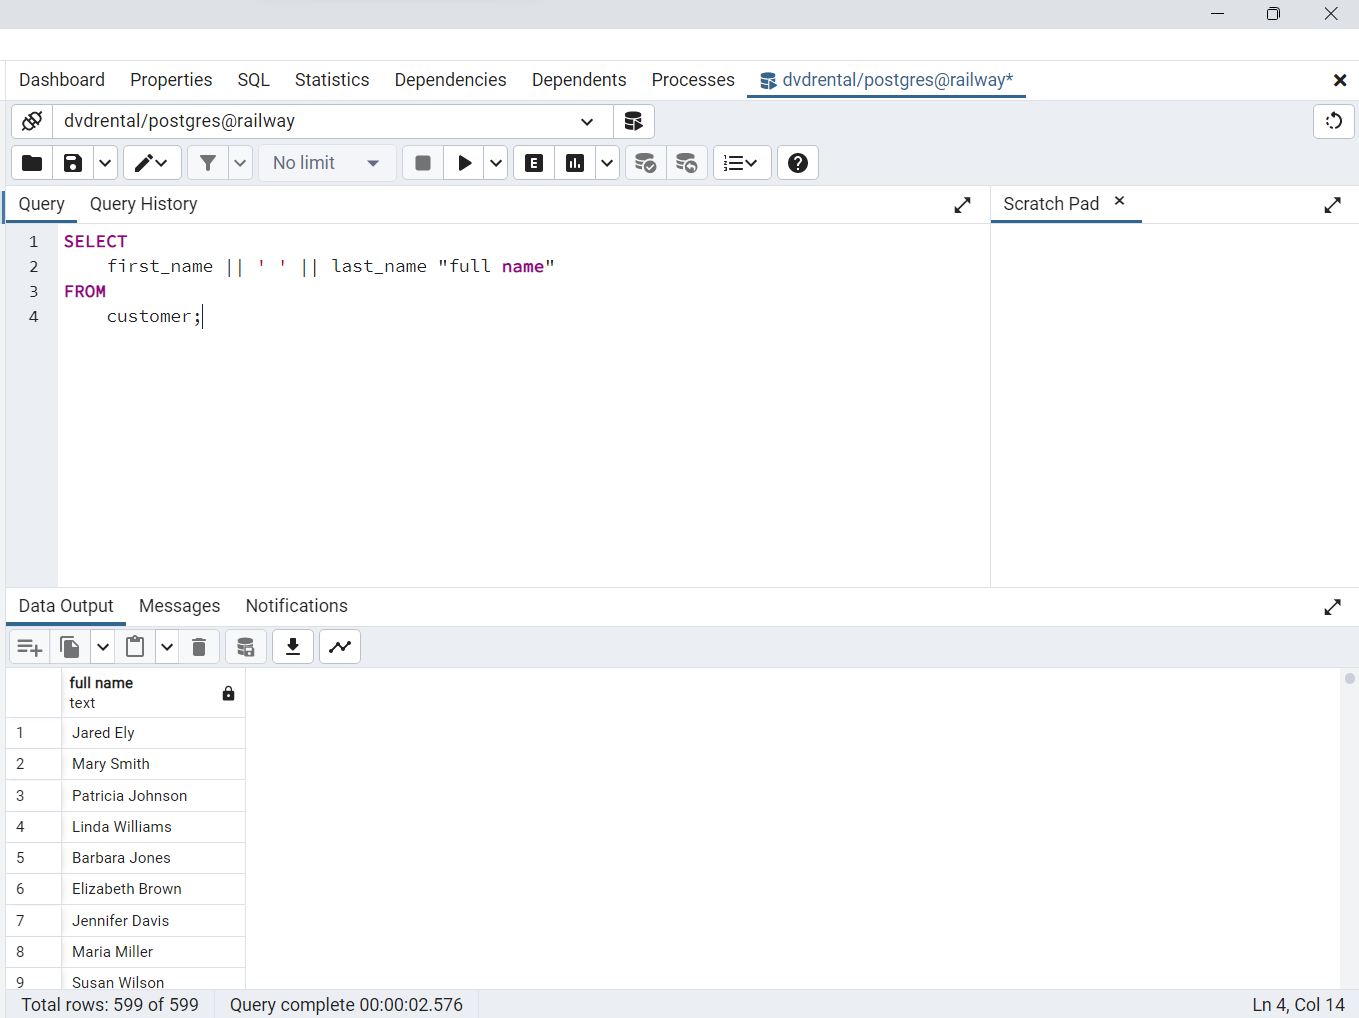 Dashboard Properties SQL Statistics Dependencies Dependents Processes dvdrental/postgres@railway*
dvdrental/postgres@railway
No limit E
Query Query History Scratch Pad
1 SELECT
2 first_name || ' ' || last_name "full name"
3 FROM
4 customer;
Data Output Messages Notifications
full name
text
1 Jared Ely
2 Mary Smith
3 Patricia Johnson
4 Linda Williams
5 Barbara Jones
6 Elizabeth Brown
7 Jennifer Davis
8 Maria Miller
9 Susan Wilson
Total rows: 599 of 599 Query complete 00:00:02.576 Ln 4, Col 14